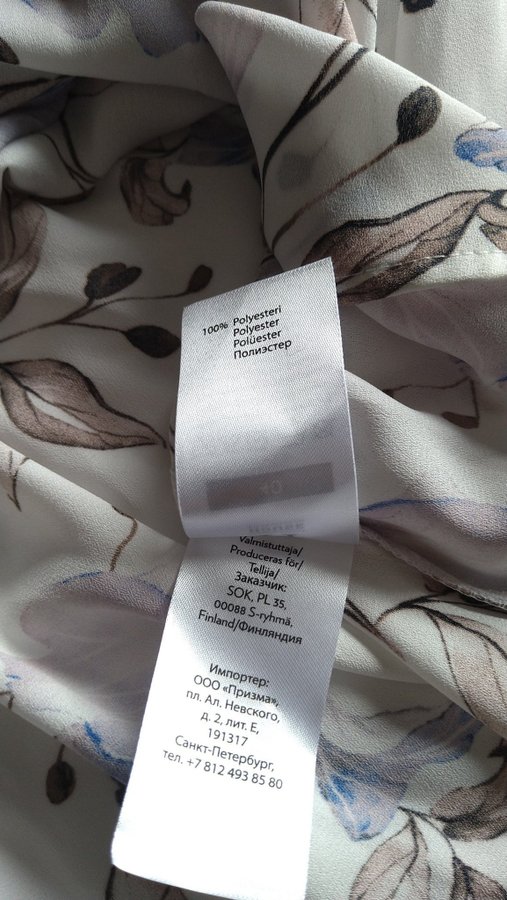 100% Polyesteri
Polyester
Polüester
Полиэстер
Valmistuttaja/
Produceras för/
Tellija/
Заказчик:
SOK, PL 35,
00088 S-ryhmä,
Finland/Финляндия
Импортер:
ООО «Призма»,
пл. Ал. Невского,
д. 2, лит. Е,
191317
Санкт-Петербург,
тел. +7 812 493 85 80